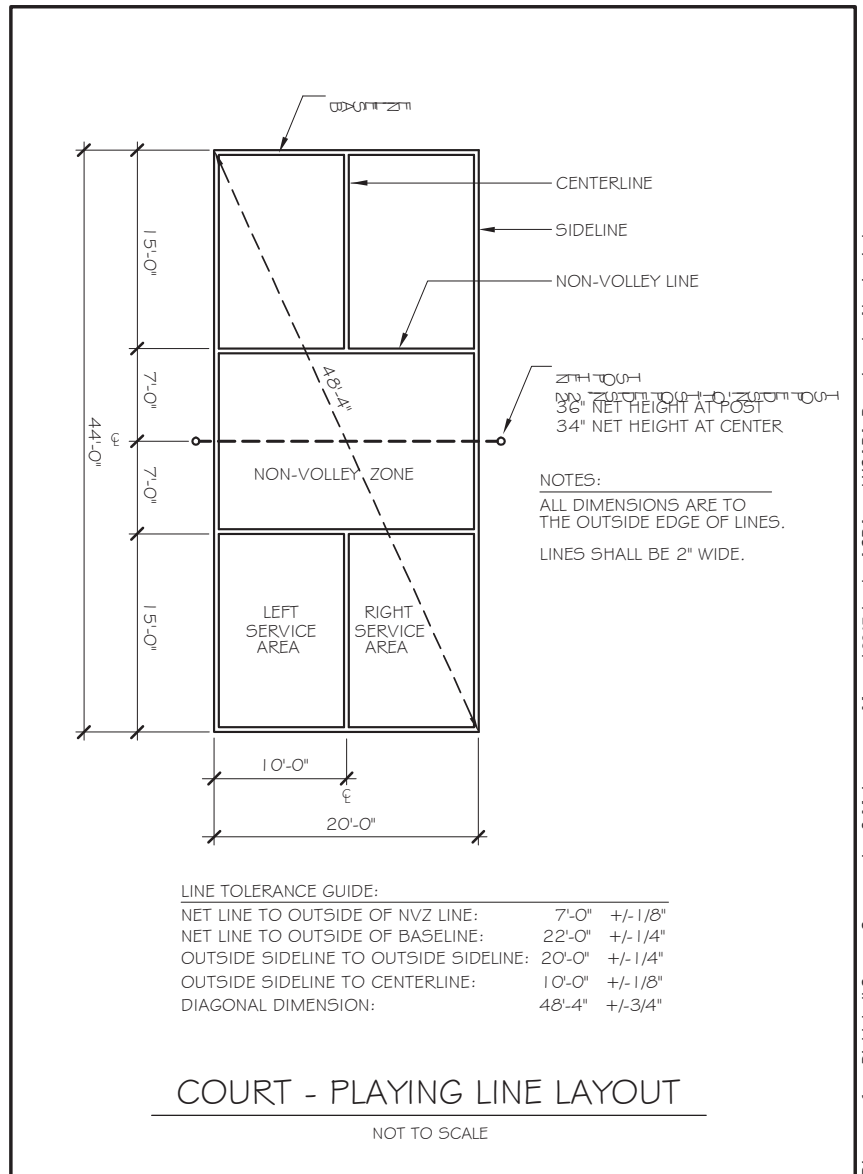 CENTERLINE
SIDELINE
NON-VOLLEY LINE
15'-0"
7'-0"
44'-0"
℄
7'-0"
15'-0"
48'-4"
36" NET HEIGHT AT POST
34" NET HEIGHT AT CENTER
NON-VOLLEY ZONE
NOTES:
ALL DIMENSIONS ARE TO
THE OUTSIDE EDGE OF LINES.
LINES SHALL BE 2" WIDE.
LEFT
SERVICE
AREA
RIGHT
SERVICE
AREA
10'-0"
℄
20'-0"
LINE TOLERANCE GUIDE:
NET LINE TO OUTSIDE OF NVZ LINE: 7'-0" +/-1/8"
NET LINE TO OUTSIDE OF BASELINE: 22'-0" +/-1/4"
OUTSIDE SIDELINE TO OUTSIDE SIDELINE: 20'-0" +/-1/4"
OUTSIDE SIDELINE TO CENTERLINE: 10'-0" +/-1/8"
DIAGONAL DIMENSION: 48'-4" +/-3/4"
COURT - PLAYING LINE LAYOUT
NOT TO SCALE